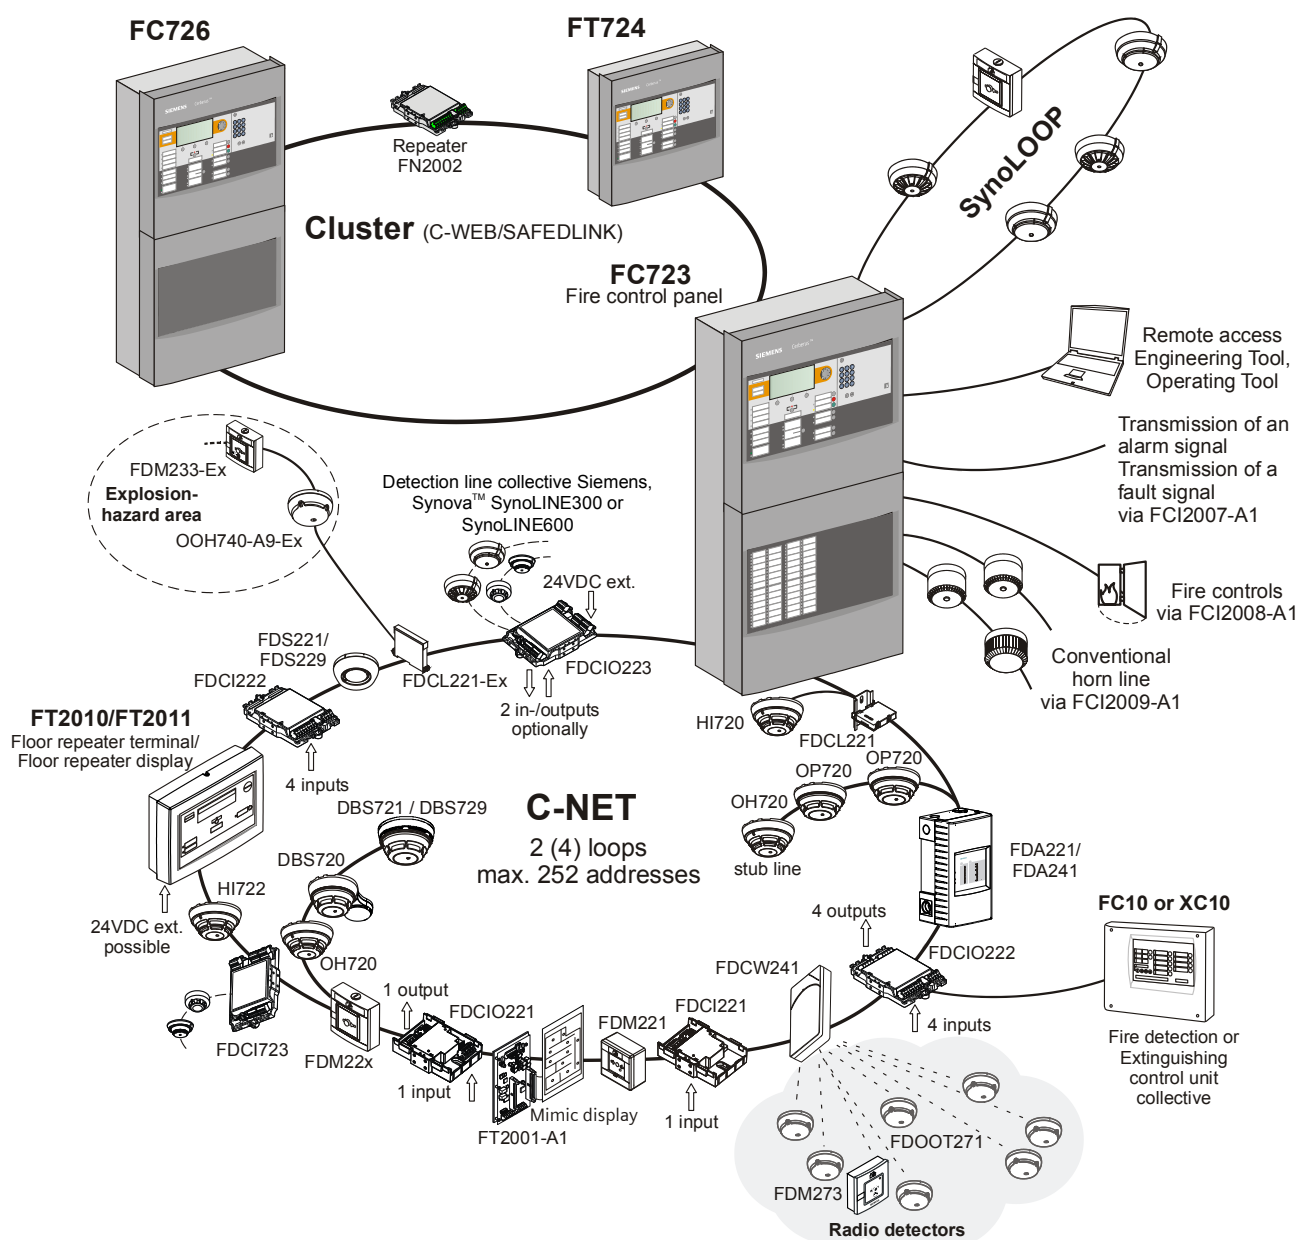 FC726
FT724
SIEMENS
SIEMENS
Repeater
FN2002
SynoLOOP
Cluster (C-WEB/SAFEDLINK)
FC723
Fire control panel
SIEMENS
Remote access
Engineering Tool,
Operating Tool
Transmission of an
alarm signal
Transmission of a
fault signal
via FCI2007-A1
FDM233-Ex
Explosion-
hazard area
OOH740-A9-Ex
Detection line collective Siemens,
Synova™ SynoLINE300 or
SynoLINE600
24VDC ext.
Fire controls
via FCI2008-A1
FDS221/
FDS229
FDCI222
FDCL221-Ex
FDCIO223
2 in-/outputs
optionally
Conventional
horn line
via FCI2009-A1
FT2010/FT2011
Floor repeater terminal/
Floor repeater display
4 inputs
HI720
FDCL221
OP720
OP720
OH720
stub line
DBS721 / DBS729
DBS720
C-NET
2 (4) loops
max. 252 addresses
FDA221/
FDA241
HI722
24VDC ext.
possible
OH720
4 outputs
FC10 or XC10
FDCIO222
FDCW241
1 output
FDCIO221
FDM221
FDCI221
4 inputs
FDCI723
FDM22x
1 input
Mimic display
FT2001-A1
1 input
Fire detection or
Extinguishing
control unit
collective
FDOOT271
FDM273
Radio detectors